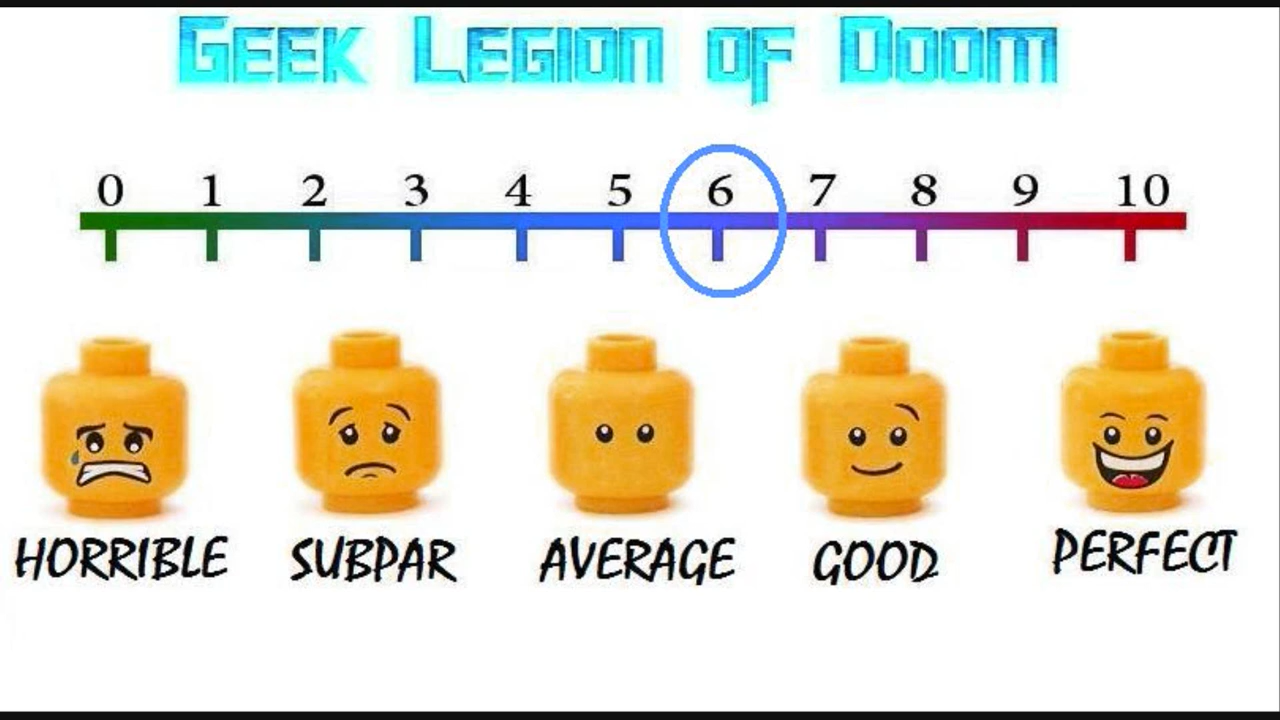 GEEK LEGION OF DOOM
0 1 2 3 4 5 6 7 8 9 10
HORRIBLE SUBPAR AVERAGE GOOD PERFECT